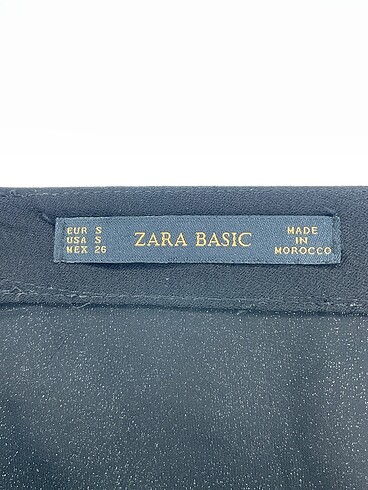 EUR S
USA S
MEX 26
ZARA BASIC
MADE
IN
MOROCCO